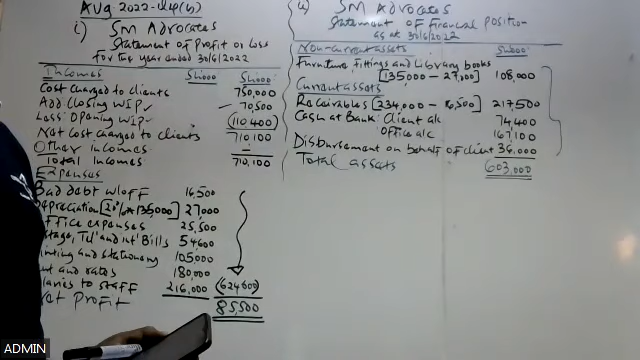 AUG. 2022 - Q4(b)
i) SM ADVOCATES
Statement of Profit or Loss
for the year ended 30/6/2022
Incomes Sh'000 Sh'000
Cost charged to clients 750,000
Add: Closing WIP 70,500
Less: Opening WIP (110,400)
Net Cost charged to clients 710,100
Other incomes -
Total Incomes 710,100
Expenses
Bad debt w/off 16,500
Depreciation [20% x 135,000] 27,000
Office expenses 25,500
Postage, Tel' and int' Bills 54,600
Printing and stationary 105,000
Rent and rates 180,000
Salaries to staff 216,000 (624,600)
Net Profit 85,500
ii) SM ADVOCATES
Statement of Financial Position
as at 30/6/2022
Non-Current Assets Sh'000
Furniture, Fittings and Library books
[135000 - 27,000] 108,000
Current Assets
Receivables [234,000 - 16,500] 217,500
Cash at Bank: Client a/c 74,400
Office a/c 167,100
Disbursement on behalf of client 36,000
Total assets 603,000
ADMIN